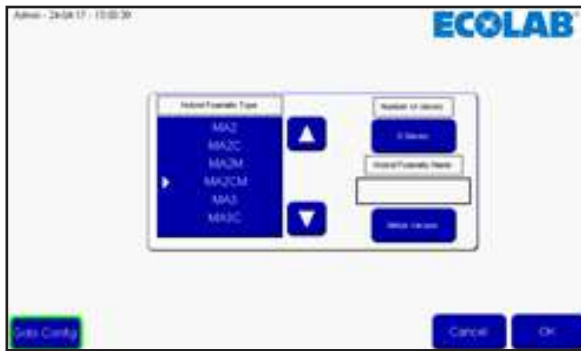 ECOLAB
Hybrid Foamatic Type
Number of slaves
MA2
MA2C
MA2M
MA2CM
MA3
MA3C
Hybrid Foamatic Name
Cancel
OK
Goto Config